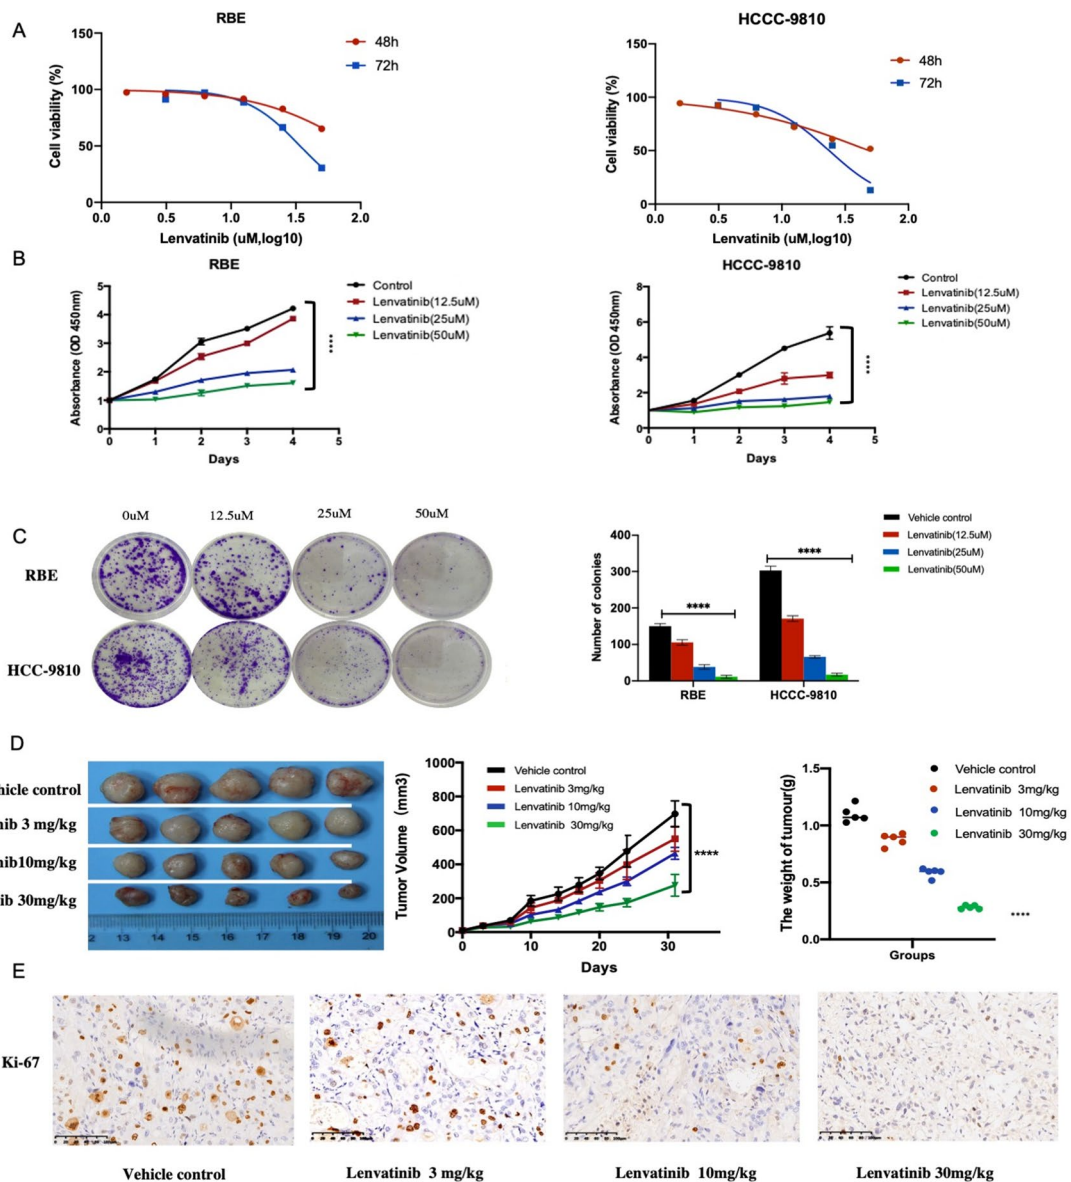 A
RBE
150
100
50
0
Cell viability (%)
0.0 0.5 1.0 1.5 2.0
Lenvatinib (uM,log10)
48h
72h
HCCC-9810
150
100
50
0
Cell viability (%)
0.0 0.5 1.0 1.5 2.0
Lenvatinib (uM,log10)
48h
72h
B
RBE
5
4
3
2
1
0
Absorbance (OD 450nm)
0 1 2 3 4 5
Days
Control
Lenvatinib(12.5uM)
Lenvatinib(25uM)
Lenvatinib(50uM)
****
HCCC-9810
8
6
4
2
0
Absorbance (OD 450nm)
0 1 2 3 4 5
Days
Control
Lenvatinib(12.5uM)
Lenvatinib(25uM)
Lenvatinib(50uM)
****
C
0uM 12.5uM 25uM 50uM
RBE
HCC-9810
400
300
200
100
0
Number of colonies
****
****
RBE HCCC-9810
Vehicle control
Lenvatinib(12.5uM)
Lenvatinib(25uM)
Lenvatinib(50uM)
D
hicle control
nib 3 mg/kg
nib10mg/kg
ib 30mg/kg
2 13 14 15 16 17 18 19 20
1000
800
600
400
200
0
Tumor Volume (mm3)
0 10 20 30
Days
Vehicle control
Lenvatinib 3mg/kg
Lenvatinib 10mg/kg
Lenvatinib 30mg/kg
****
1.5
1.0
0.5
0.0
The weight of tumour(g)
Groups
Vehicle control
Lenvatinib 3mg/kg
Lenvatinib 10mg/kg
Lenvatinib 30mg/kg
****
E
Ki-67
Vehicle control Lenvatinib 3 mg/kg Lenvatinib 10mg/kg Lenvatinib 30mg/kg